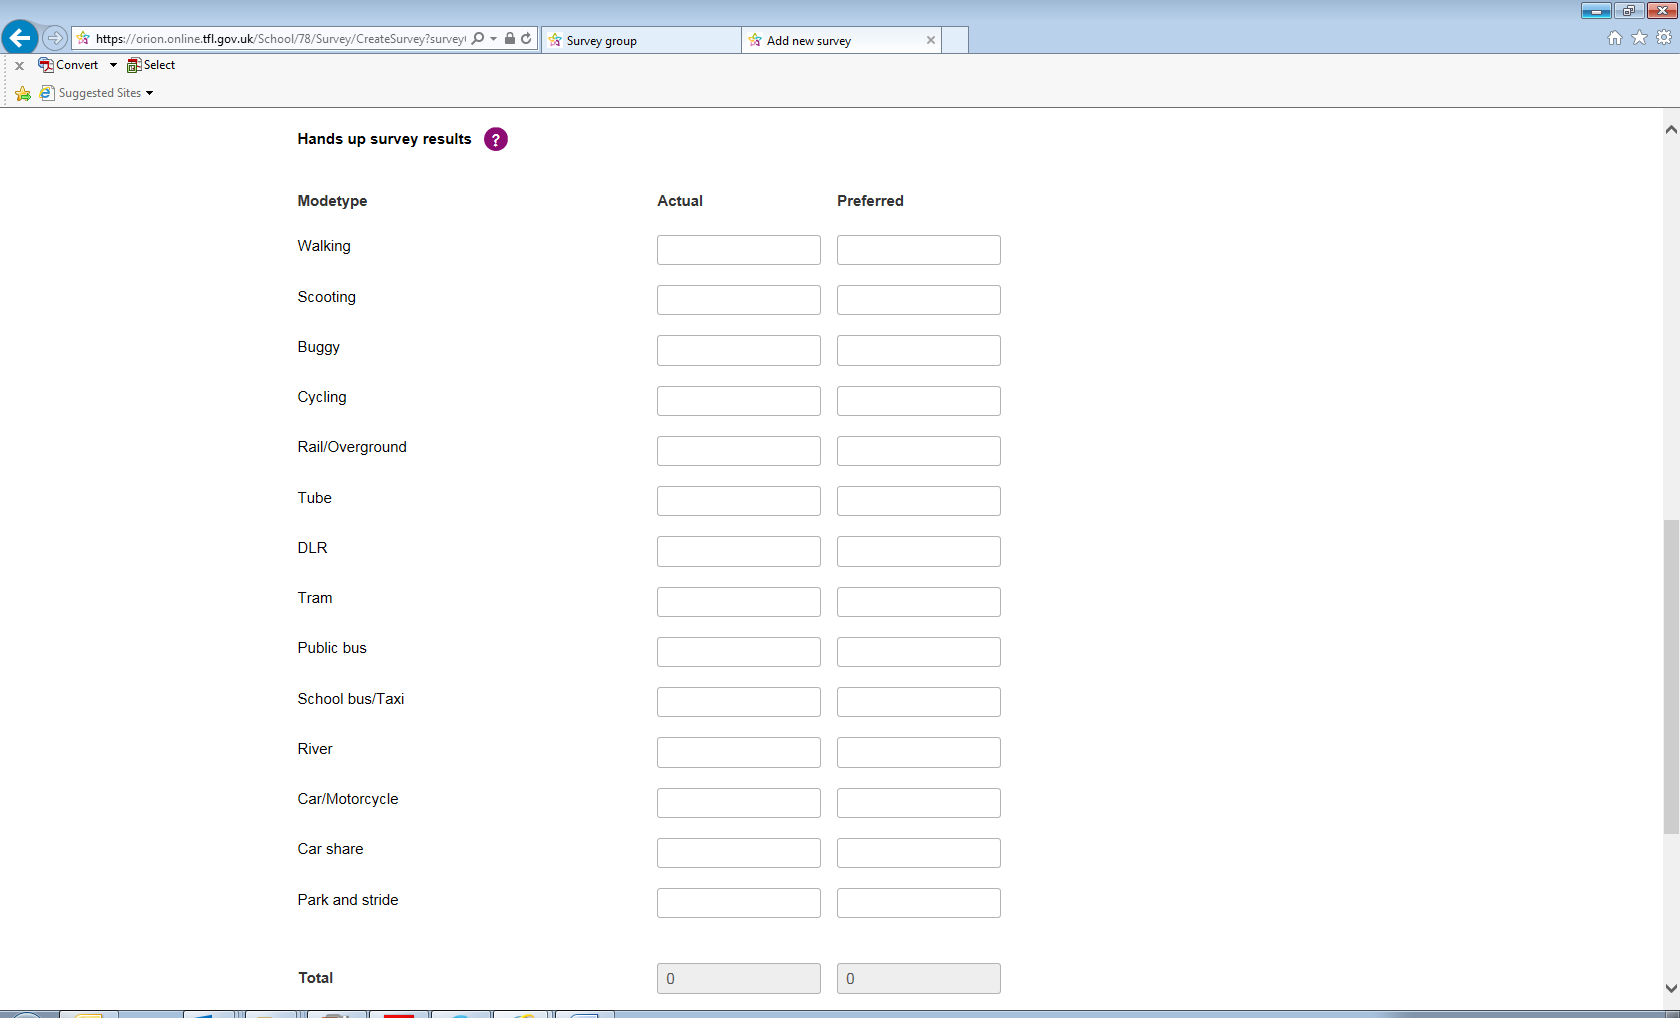 https://orion.online.tfl.gov.uk/School/78/Survey/CreateSurvey?survey
Survey group
Add new survey
x Convert Select
Suggested Sites
Hands up survey results ?
Modetype Actual Preferred
Walking
Scooting
Buggy
Cycling
Rail/Overground
Tube
DLR
Tram
Public bus
School bus/Taxi
River
Car/Motorcycle
Car share
Park and stride
Total 0 0